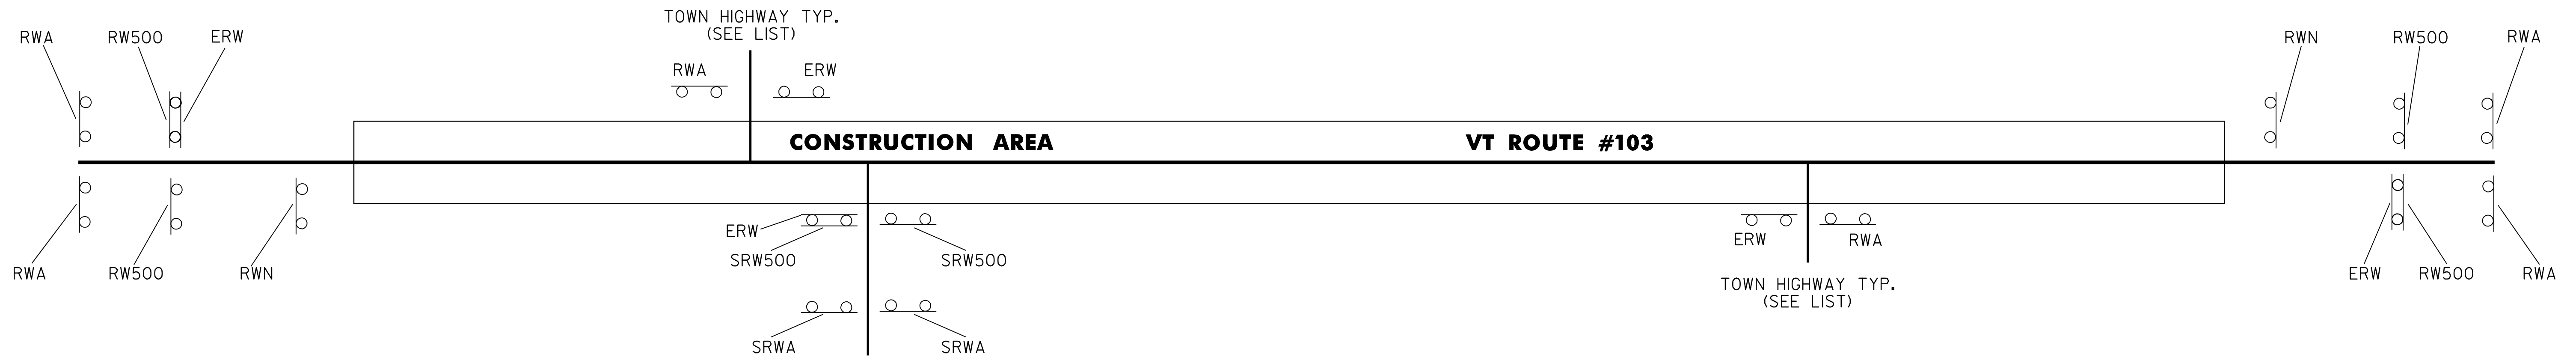 TOWN HIGHWAY TYP.
(SEE LIST)
RWA
RW500
ERW
RWN
RW500
RWA
RWA
ERW
CONSTRUCTION AREA
VT ROUTE #103
ERW
SRW500
SRW500
ERW
RWA
RWA
RW500
RWN
ERW
RW500
RWA
TOWN HIGHWAY TYP.
(SEE LIST)
SRWA
SRWA